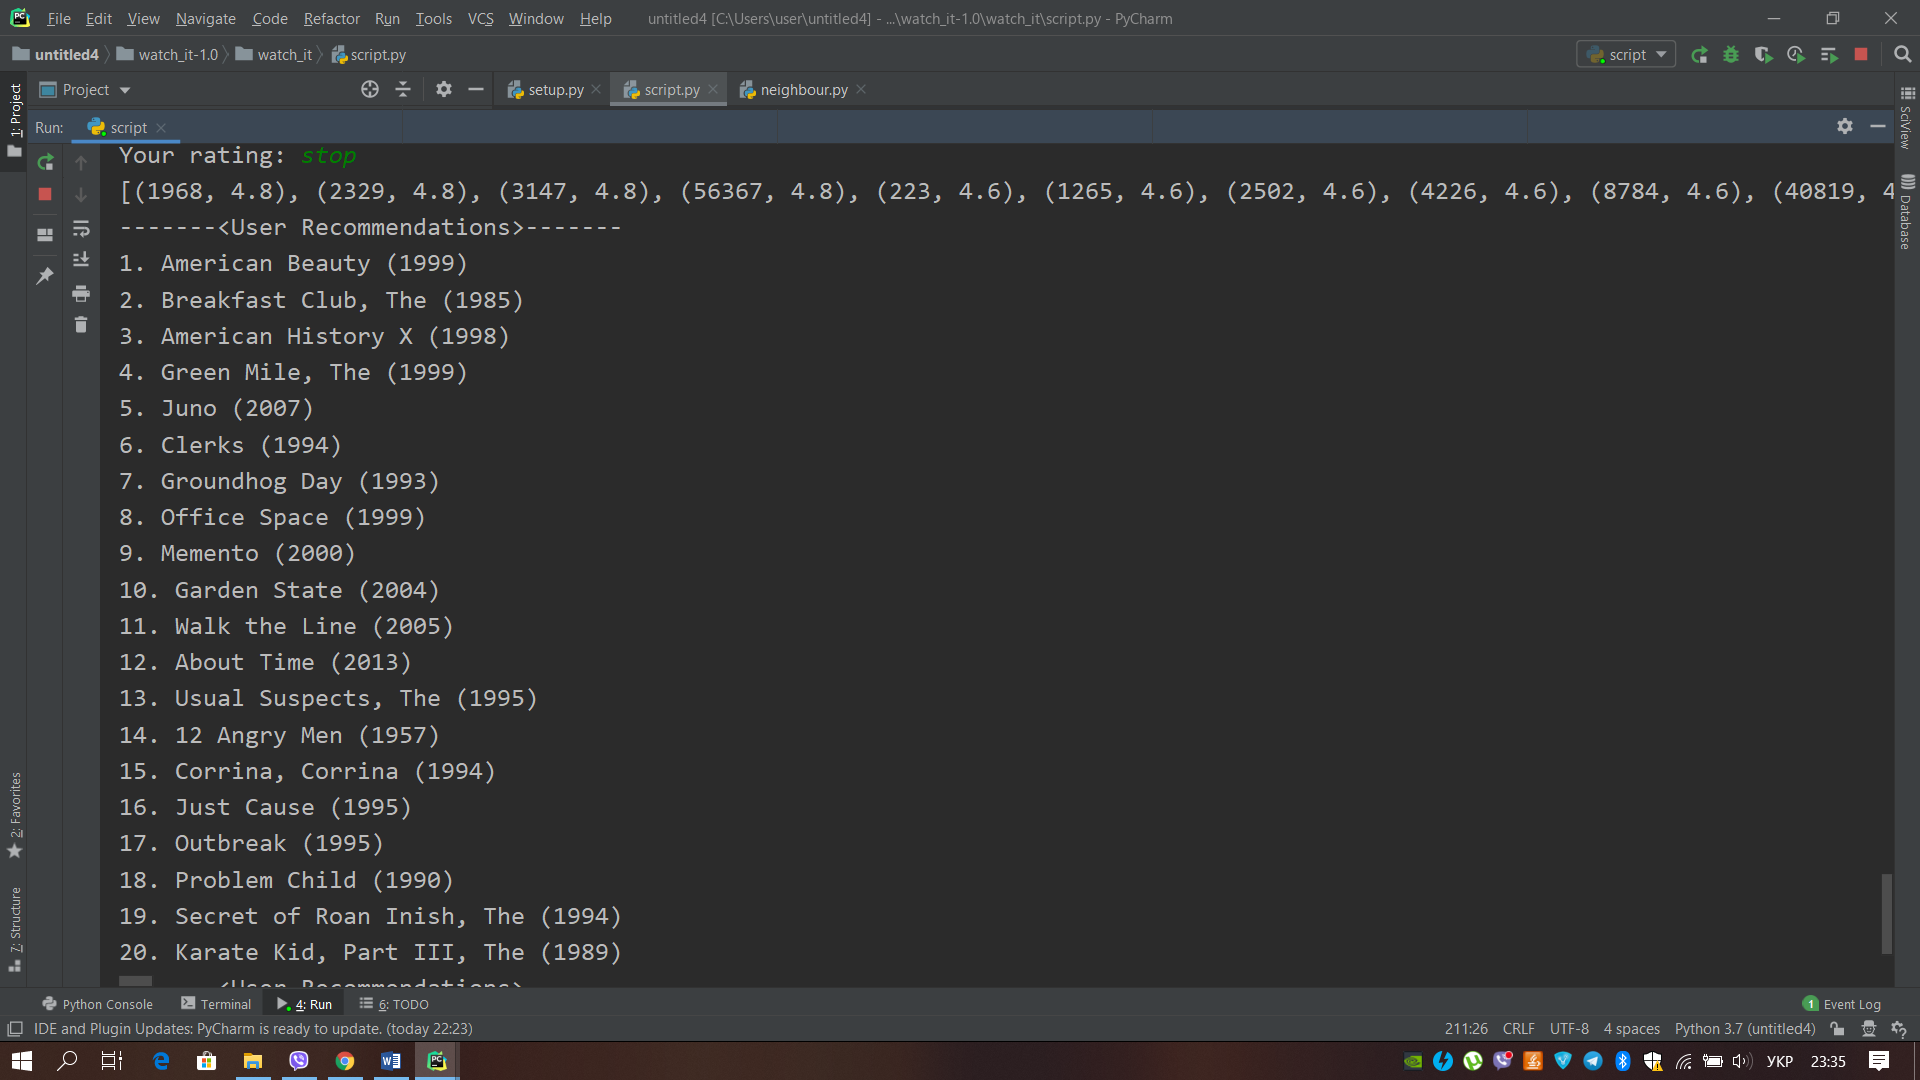 File Edit View Navigate Code Refactor Run Tools VCS Window Help untitled4 [C:\Users\user\untitled4] - ...\watch_it-1.0\watch_it\script.py - PyCharm
untitled4 watch_it-1.0 watch_it script.py script
Project setup.py script.py neighbour.py
1: Project
Run: script
SciView
Database
Your rating: stop
[(1968, 4.8), (2329, 4.8), (3147, 4.8), (56367, 4.8), (223, 4.6), (1265, 4.6), (2502, 4.6), (4226, 4.6), (8784, 4.6), (40819, 4
-------<User Recommendations>-------
1. American Beauty (1999)
2. Breakfast Club, The (1985)
3. American History X (1998)
4. Green Mile, The (1999)
5. Juno (2007)
6. Clerks (1994)
7. Groundhog Day (1993)
8. Office Space (1999)
9. Memento (2000)
10. Garden State (2004)
11. Walk the Line (2005)
12. About Time (2013)
13. Usual Suspects, The (1995)
14. 12 Angry Men (1957)
15. Corrina, Corrina (1994)
16. Just Cause (1995)
17. Outbreak (1995)
18. Problem Child (1990)
19. Secret of Roan Inish, The (1994)
20. Karate Kid, Part III, The (1989)
<User Recommendations>
2: Favorites
7: Structure
Python Console Terminal 4: Run 6: TODO 1 Event Log
IDE and Plugin Updates: PyCharm is ready to update. (today 22:23) 211:26 CRLF UTF-8 4 spaces Python 3.7 (untitled4)
УКР 23:35